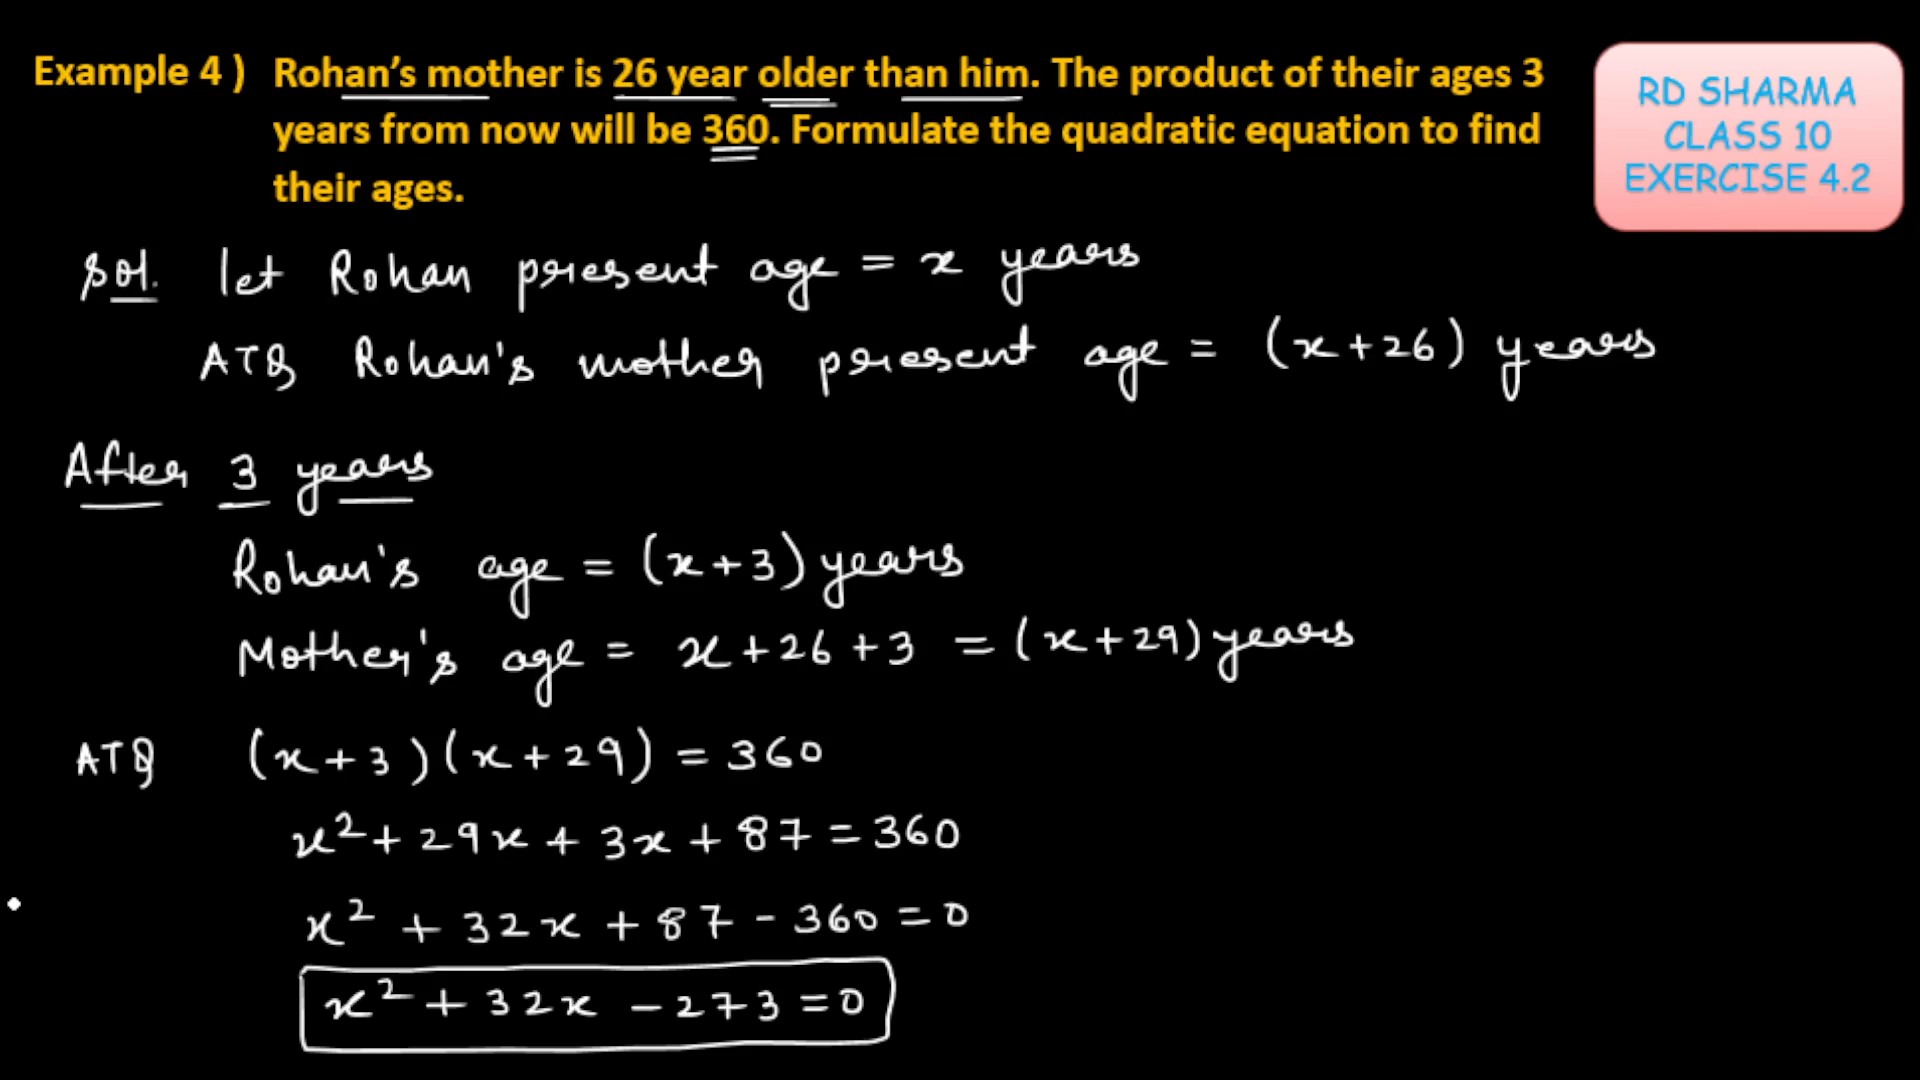 Example 4 ) Rohan’s mother is 26 year older than him. The product of their ages 3
years from now will be 360. Formulate the quadratic equation to find
their ages.
RD SHARMA
CLASS 10
EXERCISE 4.2
Sol. let Rohan present age = x years
ATQ Rohan's mother present age = (x+26) years
After 3 years
Rohan's age = (x+3) years
Mother's age = x+26+3 = (x+29) years
ATQ (x+3)(x+29) = 360
x²+29x+3x+87=360
x²+32x+87-360=0
x²+32x-273=0